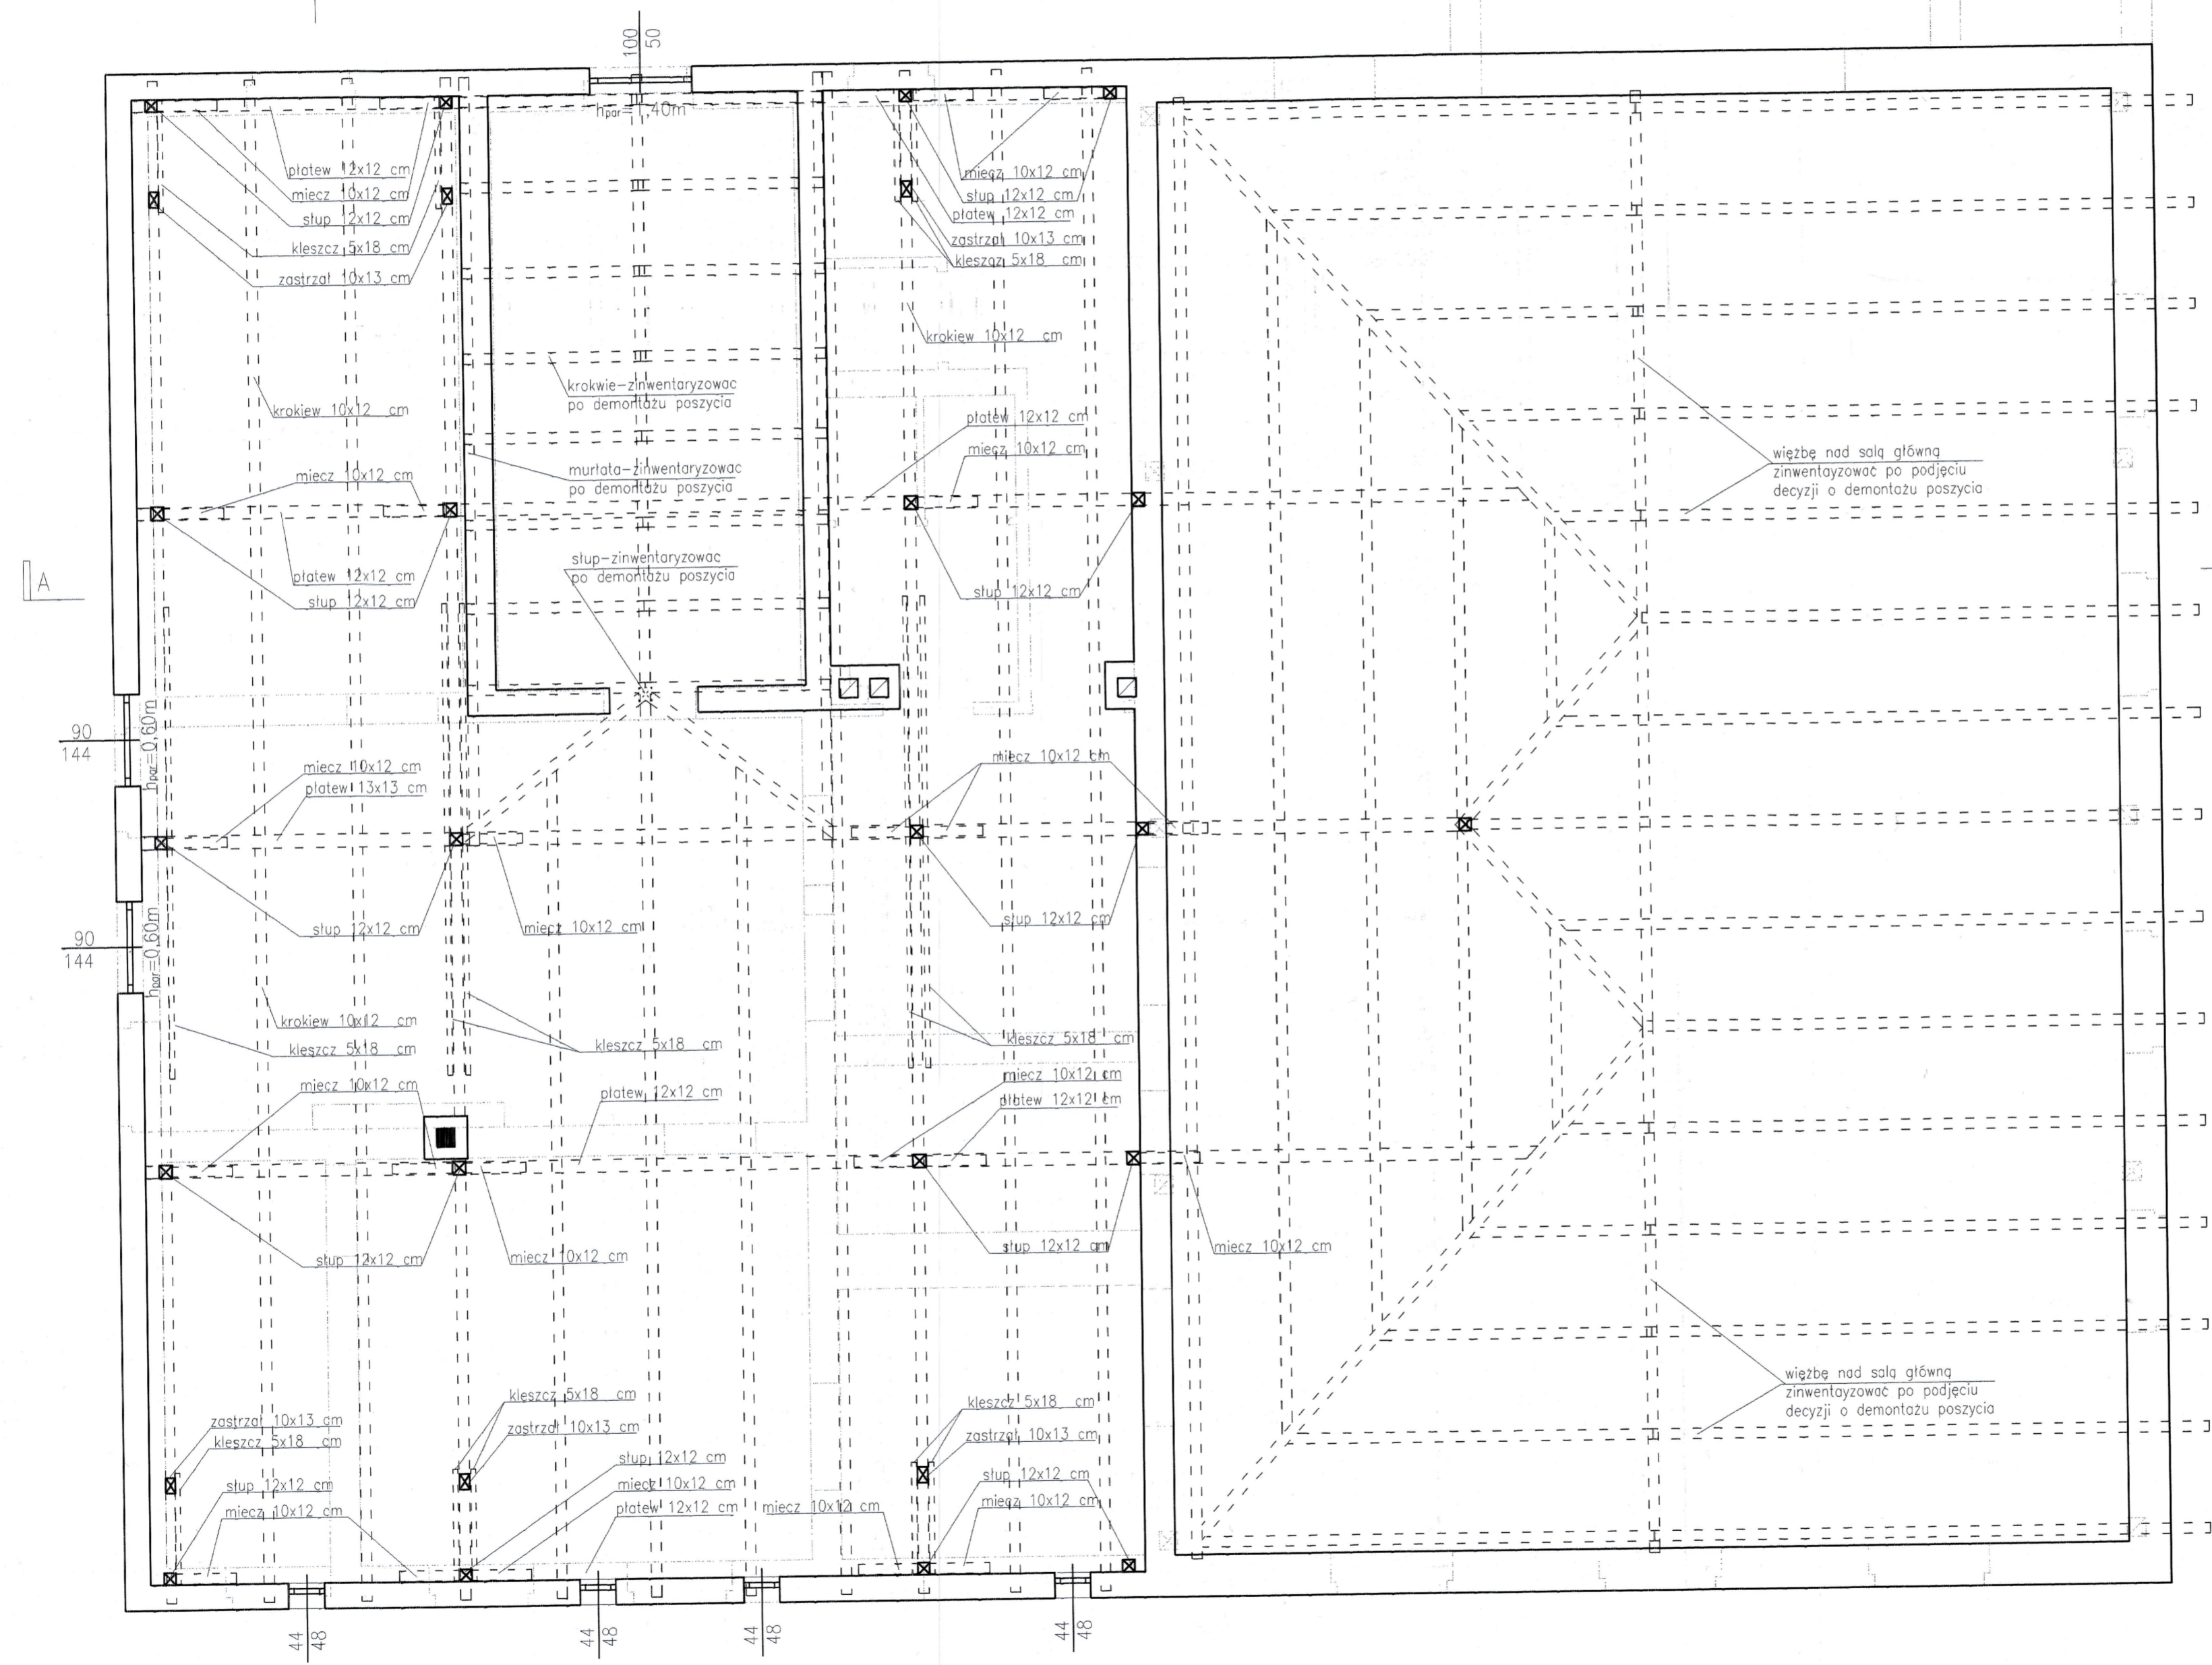 100
50
hpar=1,40m
płatew 12x12 cm
miecz 10x12 cm
słup 12x12 cm
kleszcz 5x18 cm
zastrzał 10x13 cm
miecz 10x12 cm
słup 12x12 cm
płatew 12x12 cm
zastrzał 10x13 cm
kleszcz 5x18 cm
krokiew 10x12 cm
krokwie-zinwentaryzowac
po demontażu poszycia
krokiew 10x12 cm
płatew 12x12 cm
miecz 10x12 cm
murłata-zinwentaryzowac
po demontażu poszycia
miecz 10x12 cm
więźbę nad salą główną
zinwentayzować po podjęciu
decyzji o demontażu poszycia
słup-zinwentaryzowac
po demontażu poszycia
A
płatew 12x12 cm
słup 12x12 cm
słup 12x12 cm
90
144
hpar=0,60m
miecz 10x12 cm
płatew 13x13 cm
miecz 10x12 cm
90
144
hpar=0,60m
słup 12x12 cm
miecz 10x12 cm
słup 12x12 cm
krokiew 10x12 cm
kleszcz 5x18 cm
kleszcz 5x18 cm
kleszcz 5x18 cm
miecz 10x12 cm
płatew 12x12 cm
miecz 10x12 cm
płatew 12x12 cm
słup 12x12 cm
miecz 10x12 cm
słup 12x12 cm
miecz 10x12 cm
więźbę nad salą główną
zinwentayzować po podjęciu
decyzji o demontażu poszycia
zastrzał 10x13 cm
kleszcz 5x18 cm
słup 12x12 cm
miecz 10x12 cm
kleszcz 5x18 cm
zastrzał 10x13 cm
słup 12x12 cm
miecz 10x12 cm
płatew 12x12 cm
miecz 10x12 cm
kleszcz 5x18 cm
zastrzał 10x13 cm
słup 12x12 cm
miecz 10x12 cm
44
48
44
48
44
48
44
48